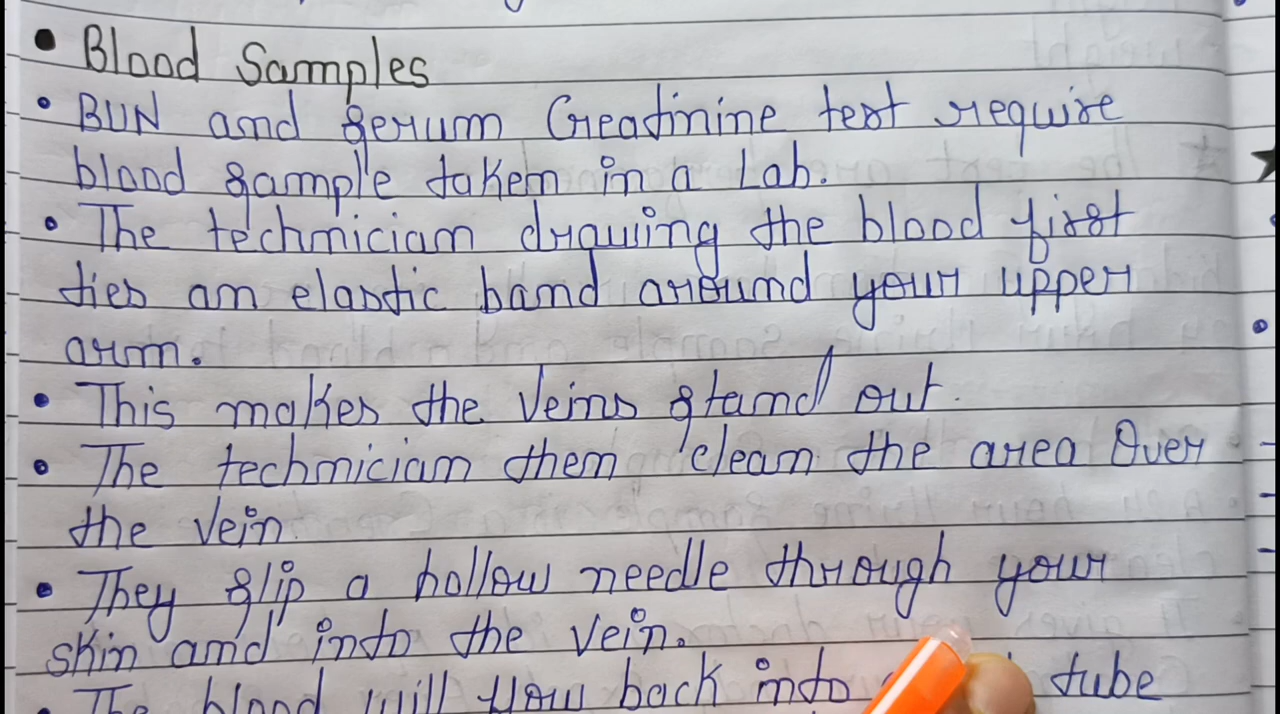 • Blood Samples
• BUN and serum Creatinine test require
blood sample taken in a Lab.
• The technician drawing the blood first
ties an elastic band around your upper
arm.
• This makes the Veins stand out.
• The technician then clean the area Over
the Vein.
• They slip a hollow needle through your
skin and into the Vein.
• The blood will flow back into tube